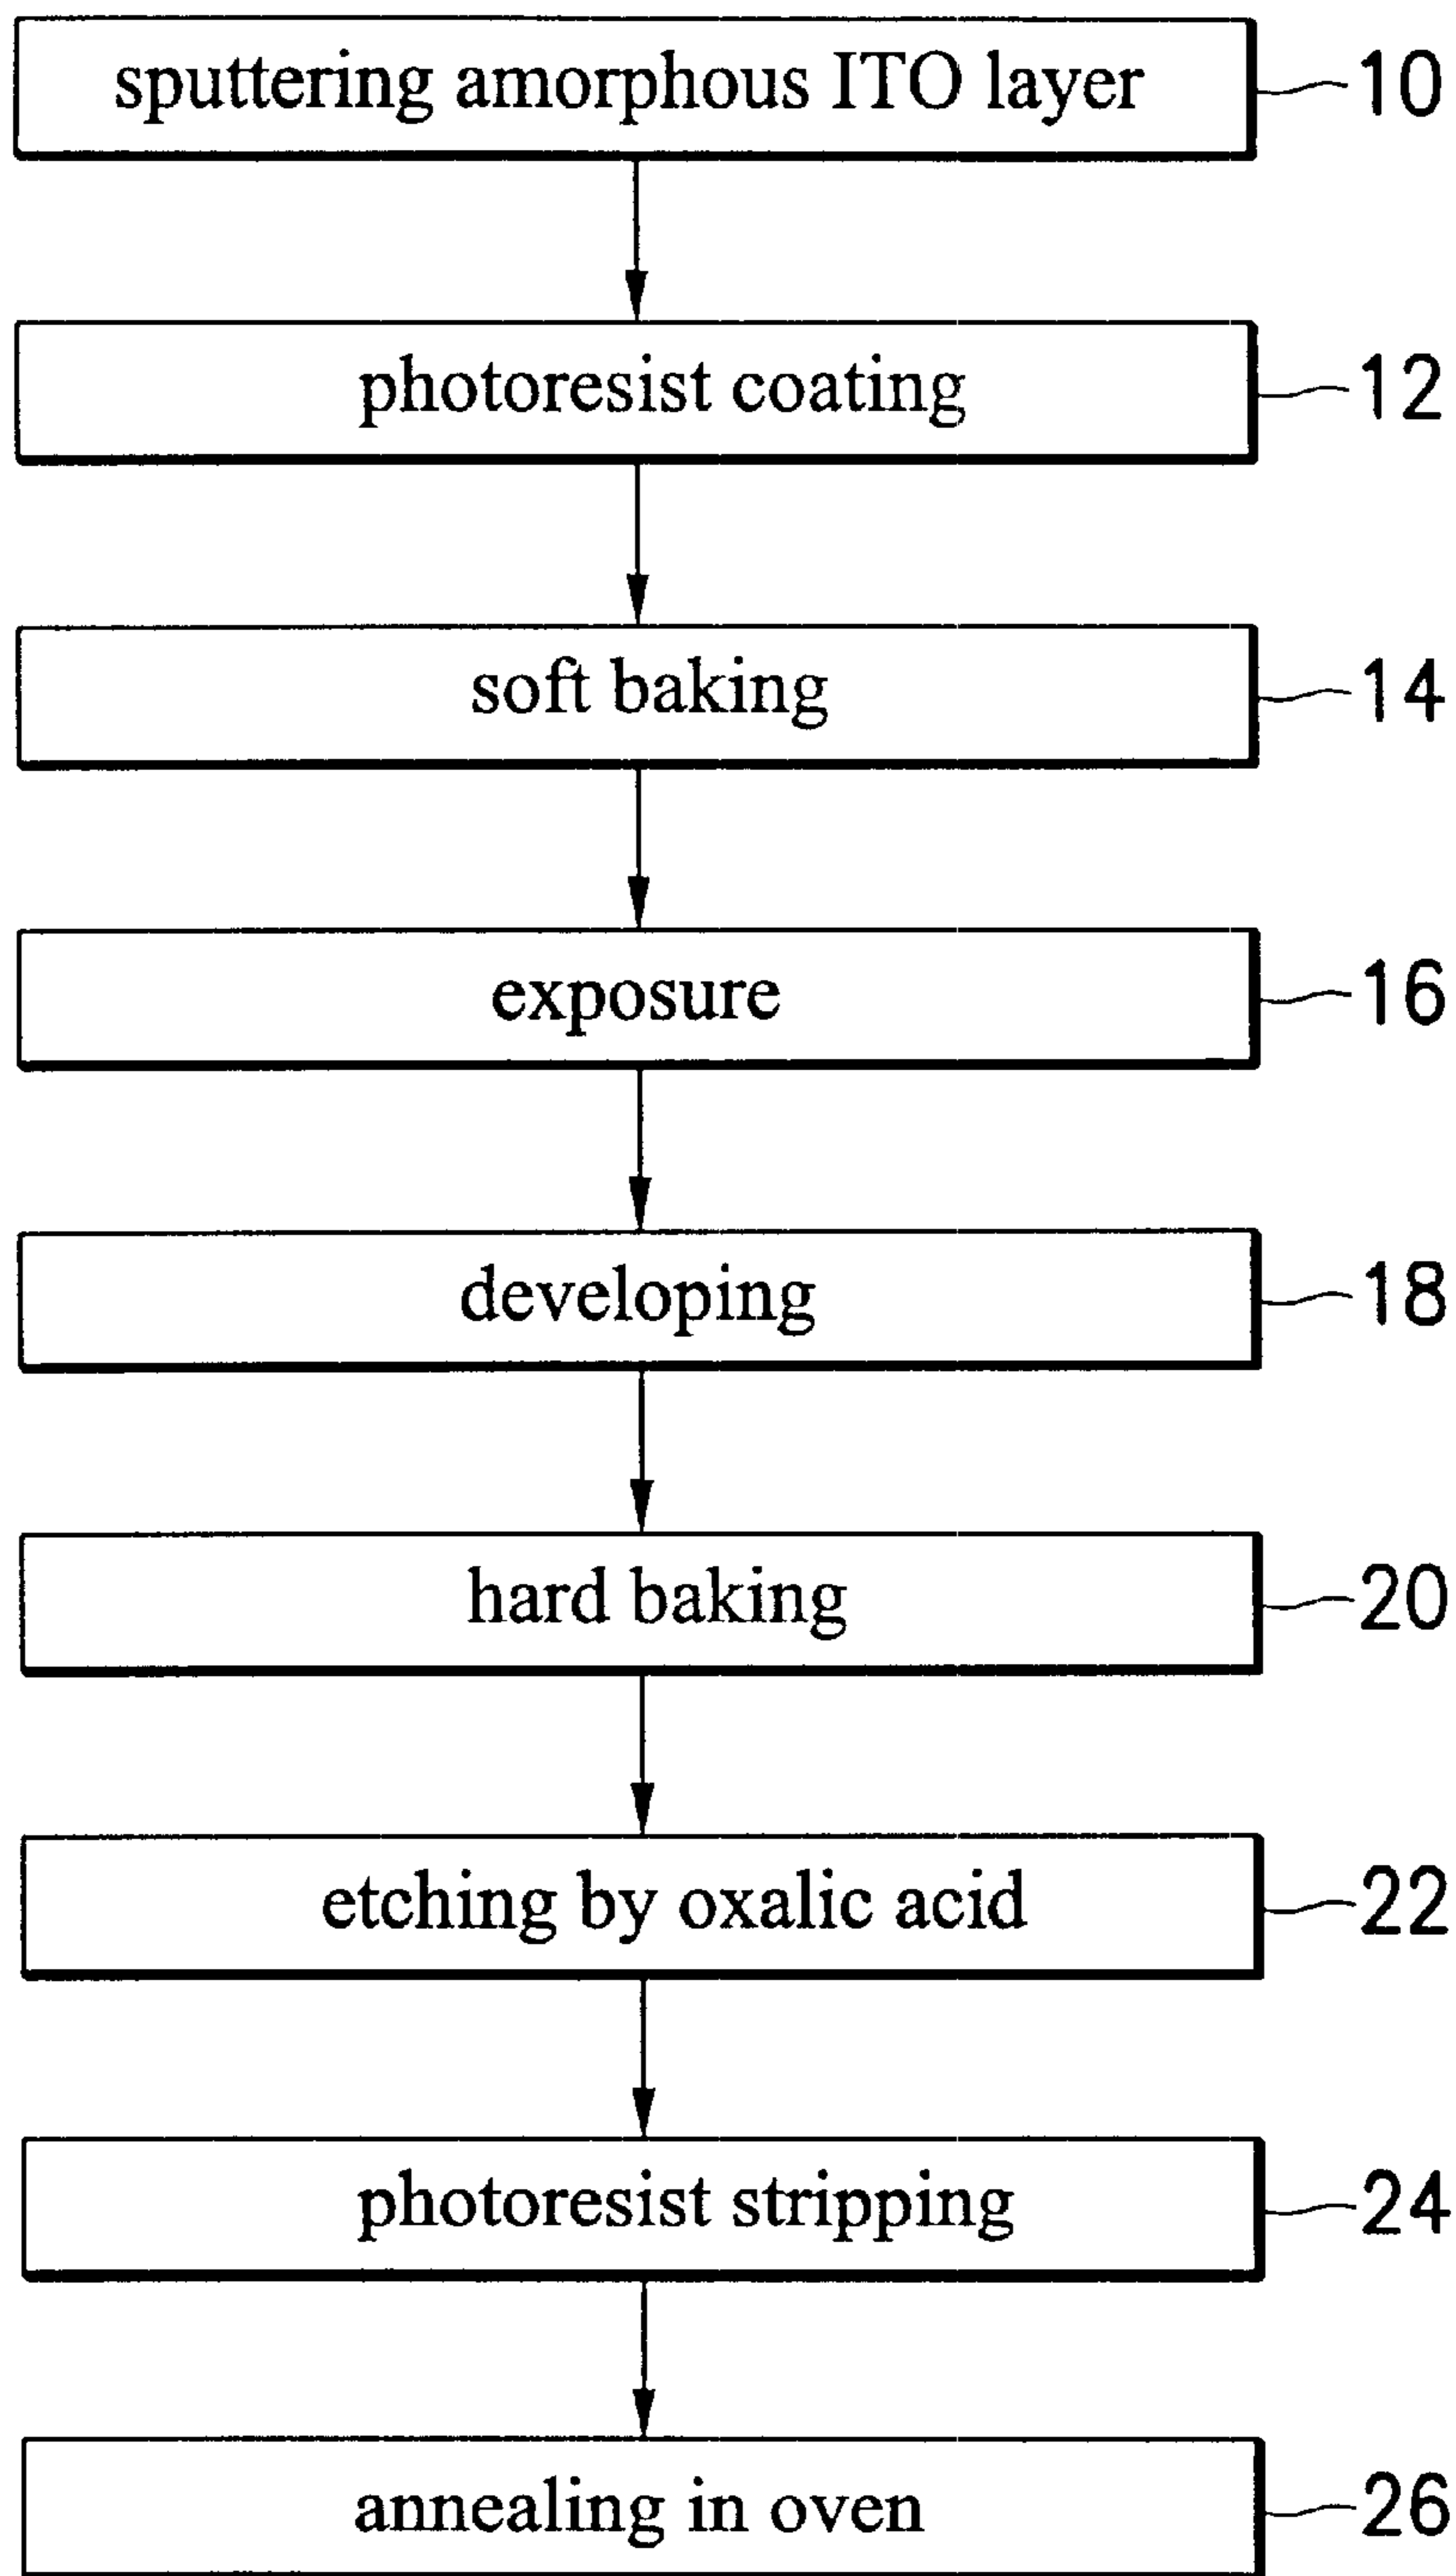 sputtering amorphous ITO layer 10
photoresist coating 12
soft baking 14
exposure 16
developing 18
hard baking 20
etching by oxalic acid 22
photoresist stripping 24
annealing in oven 26